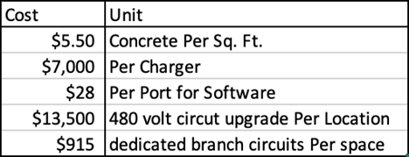 Cost Unit
$5.50 Concrete Per Sq. Ft.
$7,000 Per Charger
$28 Per Port for Software
$13,500 480 volt circut upgrade Per Location
$915 dedicated branch circuits Per space